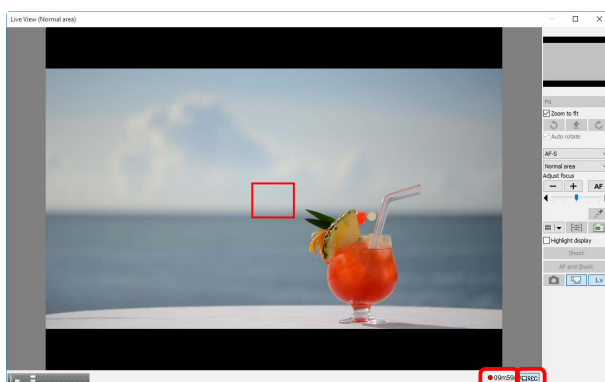 Live View (Normal area)
Fit
Zoom to fit
Auto rotate
AF-S
Normal area
Adjust focus
AF
Highlight display
Shoot
AF and Shoot
Lv
09m59s
REC